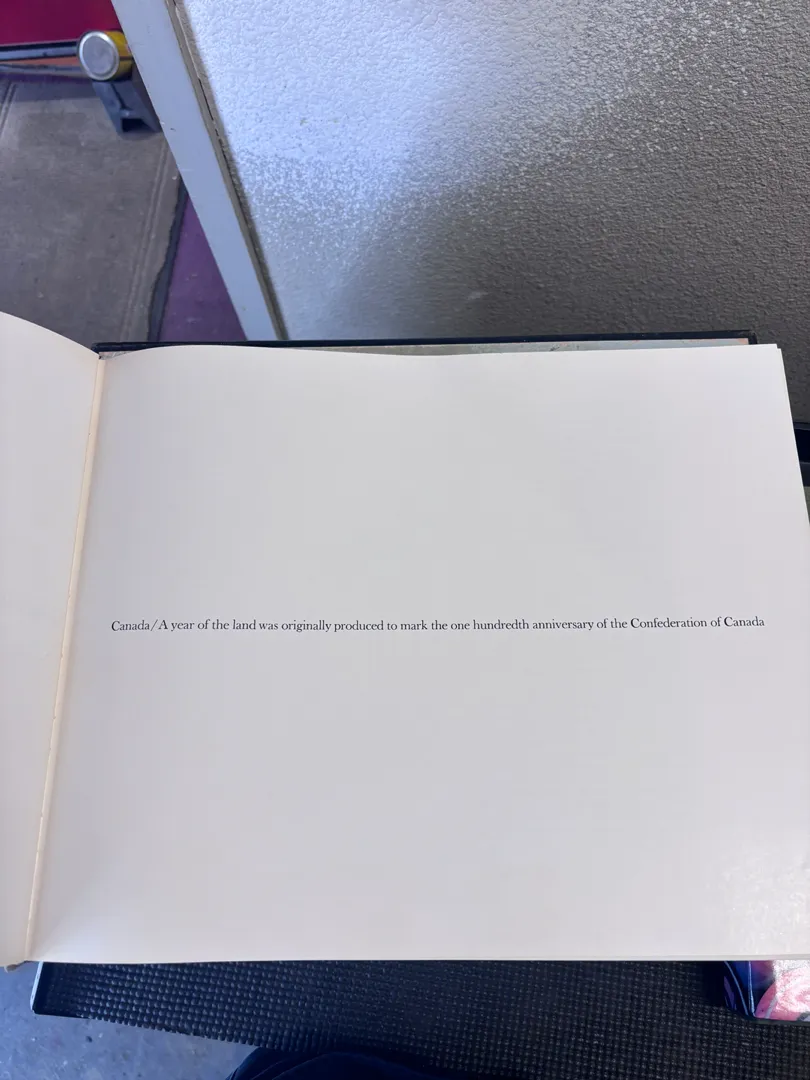 Canada/A year of the land was originally produced to mark the one hundredth anniversary of the Confederation of Canada